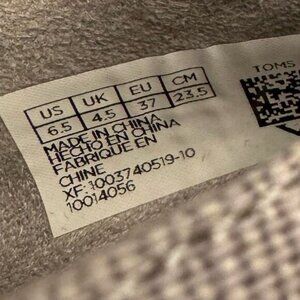 US UK EU CM
6.5 4.5 37 23.5
TOMS
MADE IN CHINA
HECHO EN CHINA
FABRIQUE EN
CHINE
XF: 1003740519-10
10014056